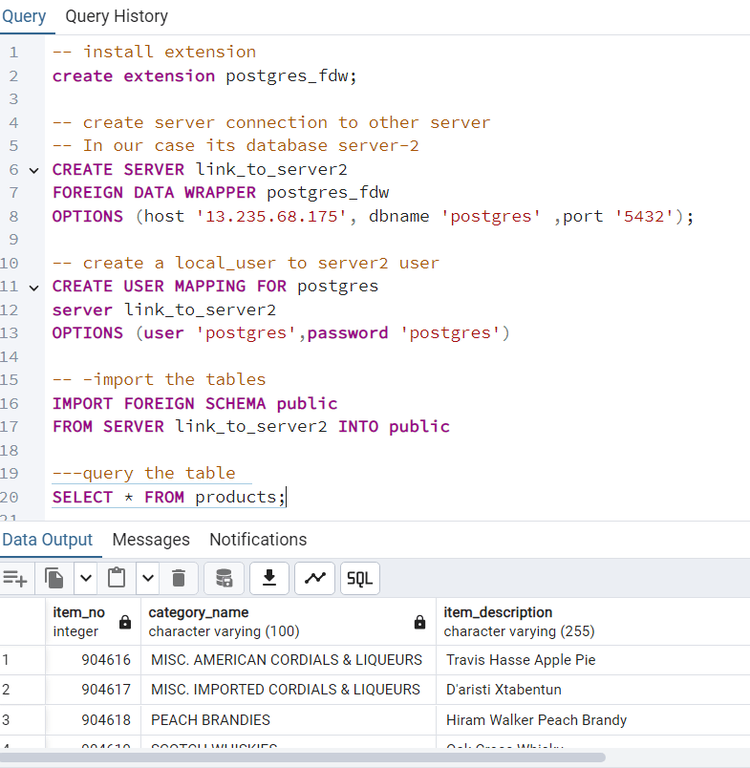 Query Query History
1 -- install extension
2 create extension postgres_fdw;
3
4 -- create server connection to other server
5 -- In our case its database server-2
6 CREATE SERVER link_to_server2
7 FOREIGN DATA WRAPPER postgres_fdw
8 OPTIONS (host '13.235.68.175', dbname 'postgres' ,port '5432');
9
10 -- create a local_user to server2 user
11 CREATE USER MAPPING FOR postgres
12 server link_to_server2
13 OPTIONS (user 'postgres',password 'postgres')
14
15 -- -import the tables
16 IMPORT FOREIGN SCHEMA public
17 FROM SERVER link_to_server2 INTO public
18
19 ---query the table
20 SELECT * FROM products;
21
Data Output Messages Notifications
SQL
item_no category_name item_description
integer character varying (100) character varying (255)
1 904616 MISC. AMERICAN CORDIALS & LIQUEURS Travis Hasse Apple Pie
2 904617 MISC. IMPORTED CORDIALS & LIQUEURS D'aristi Xtabentun
3 904618 PEACH BRANDIES Hiram Walker Peach Brandy
4 904619 SCOTCH WHISKIES